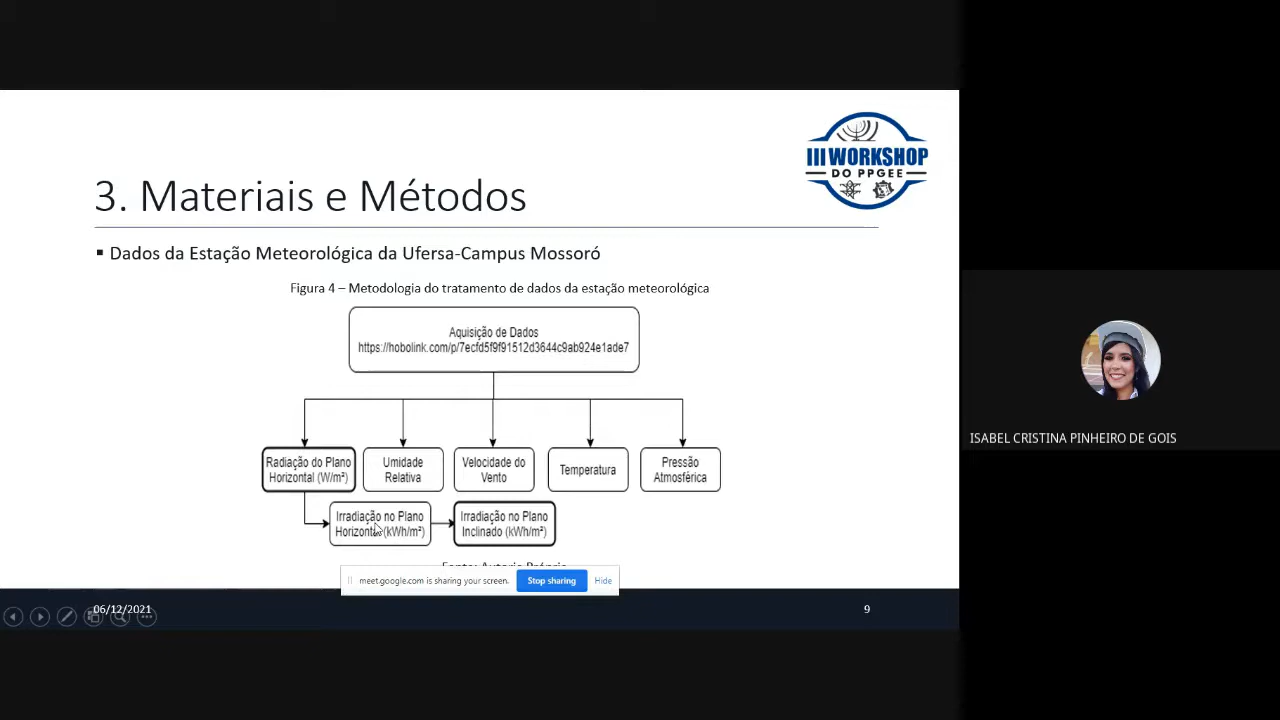 III WORKSHOP
DO PPGEE
3. Materiais e Métodos
▪ Dados da Estação Meteorológica da Ufersa-Campus Mossoró
Figura 4 – Metodologia do tratamento de dados da estação meteorológica
Aquisição de Dados
https://hobolink.com/p/7ecfd5f9f91512d3644c9ab924e1ade7
Radiação do Plano
Horizontal (W/m²)
Umidade
Relativa
Velocidade do
Vento
Temperatura
Pressão
Atmosférica
Irradiação no Plano
Horizontal (kWh/m²)
Irradiação no Plano
Inclinado (kWh/m²)
Fonte: Autoria Própria
meet.google.com is sharing your screen.
Stop sharing
Hide
06/12/2021
9
ISABEL CRISTINA PINHEIRO DE GOIS